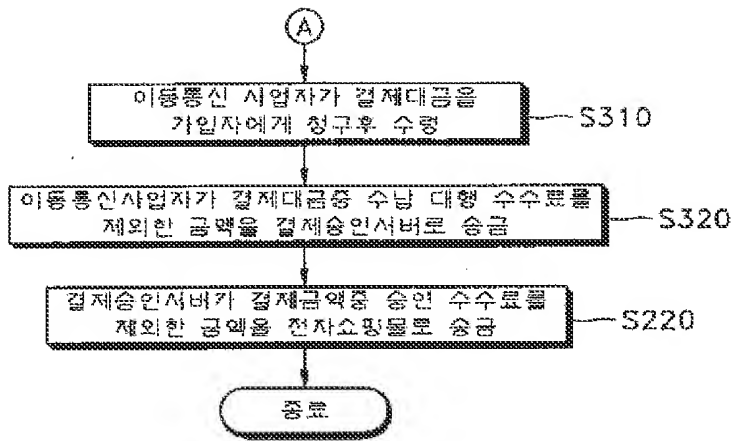 A
이동통신 사업자가 결제대금을
가입자에게 청구후 수령
S310
이동통신사업자가 결제대금중 수납 대행 수수료를
제외한 금액을 결제승인서버로 송금
S320
결제승인서버가 결제금액중 승인 수수료를
제외한 금액을 전자쇼핑몰로 송금
S220
종료